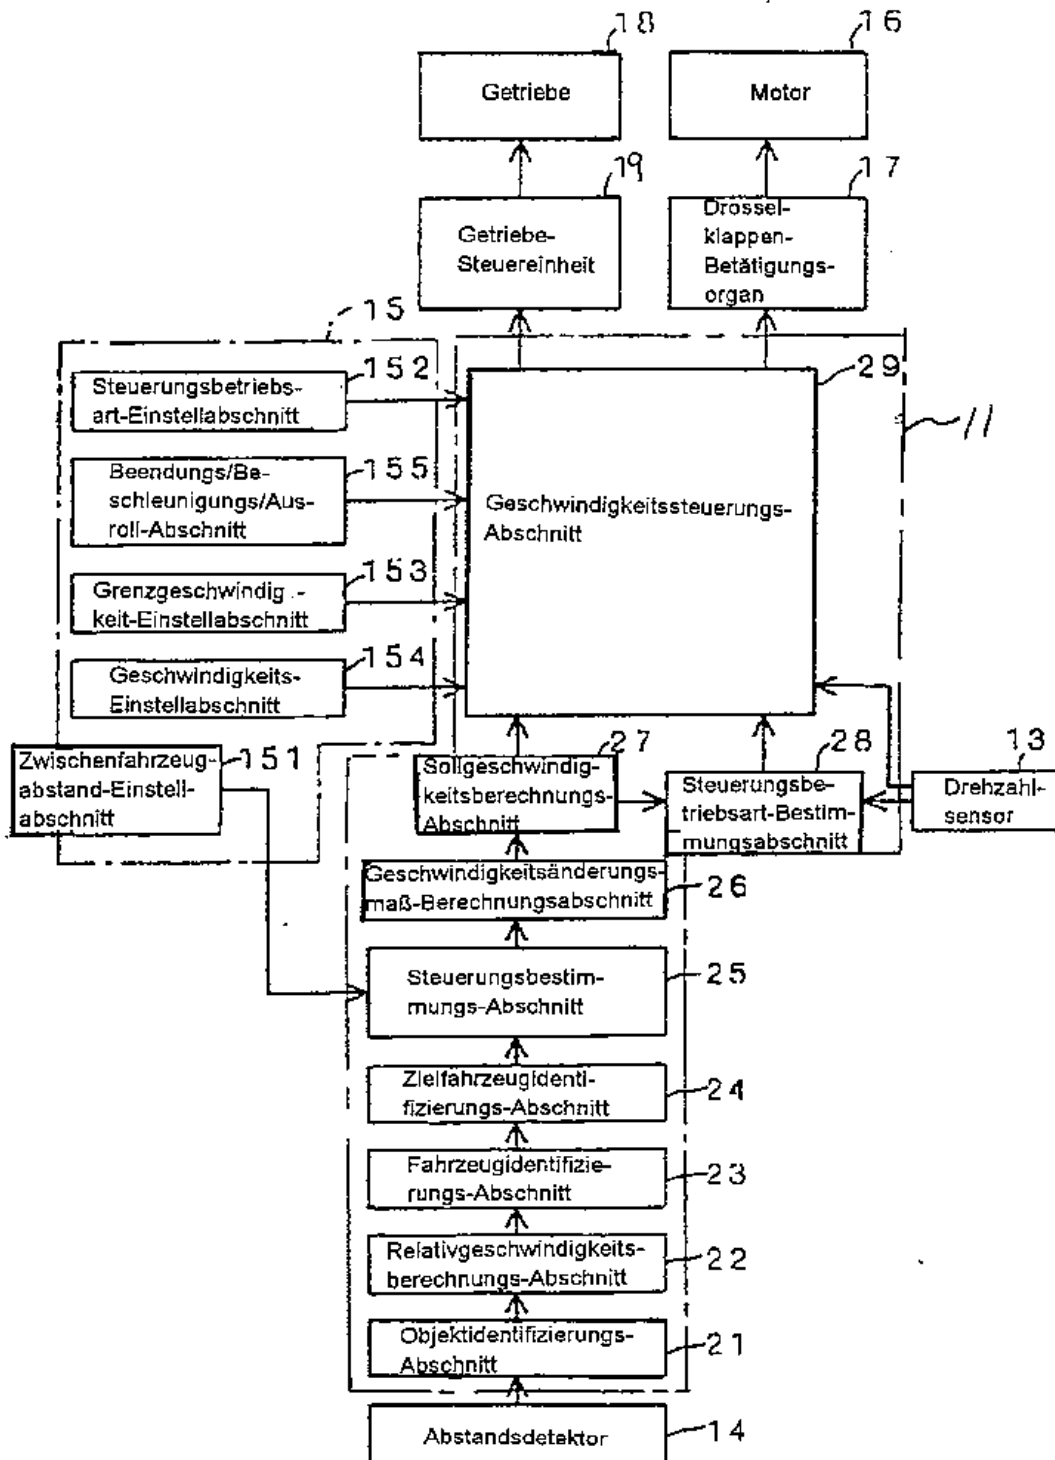 18
16
Getriebe
Motor
19
17
Getriebe-
Steuereinheit
Drossel-
klappen-
Betätigungs-
organ
15
152
29
11
Steuerungsbetriebs-
art-Einstellabschnitt
155
Beendungs/Be-
schleunigungs/Aus-
roll-Abschnitt
Geschwindigkeitssteuerungs-
Abschnitt
153
Grenzgeschwindig-
keit-Einstellabschnitt
154
Geschwindigkeits-
Einstellabschnitt
151
27
28
13
Zwischenfahrzeug-
abstand-Einstell-
abschnitt
Sollgeschwindig-
keitsberechnungs-
Abschnitt
Steuerungsbe-
triebsart-Bestim-
mungsabschnitt
Drehzahl-
sensor
Geschwindigkeitsänderungs-
maß-Berechnungsabschnitt
26
Steuerungsbestim-
mungs-Abschnitt
25
Zielfahrzeugidenti-
fizierungs-Abschnitt
24
Fahrzeugidentifizie-
rungs-Abschnitt
23
Relativgeschwindigkeits-
berechnungs-Abschnitt
22
Objektidentifizierungs-
Abschnitt
21
Abstandsdetektor
14